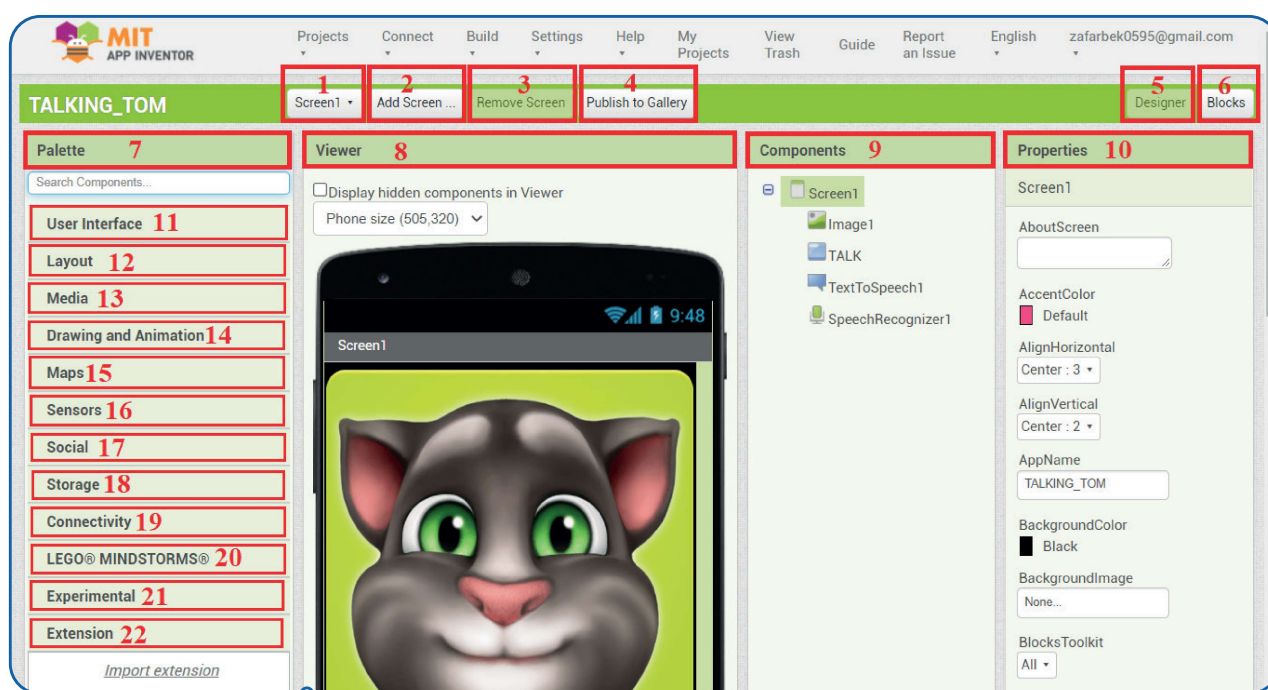 MIT
APP INVENTOR
Projects
Connect
Build
Settings
Help
My
Projects
View
Trash
Guide
Report
an Issue
English
zafarbek0595@gmail.com
TALKING_TOM
1
Screen1
2
Add Screen ...
3
Remove Screen
4
Publish to Gallery
5
Designer
6
Blocks
Palette 7
Search Components...
User Interface 11
Layout 12
Media 13
Drawing and Animation 14
Maps 15
Sensors 16
Social 17
Storage 18
Connectivity 19
LEGO® MINDSTORMS® 20
Experimental 21
Extension 22
Import extension
Viewer 8
Display hidden components in Viewer
Phone size (505,320)
9:48
Screen1
Components 9
Screen1
Image1
TALK
TextToSpeech1
SpeechRecognizer1
Properties 10
Screen1
AboutScreen
AccentColor
Default
AlignHorizontal
Center : 3
AlignVertical
Center : 2
AppName
TALKING_TOM
BackgroundColor
Black
BackgroundImage
None...
BlocksToolkit
All